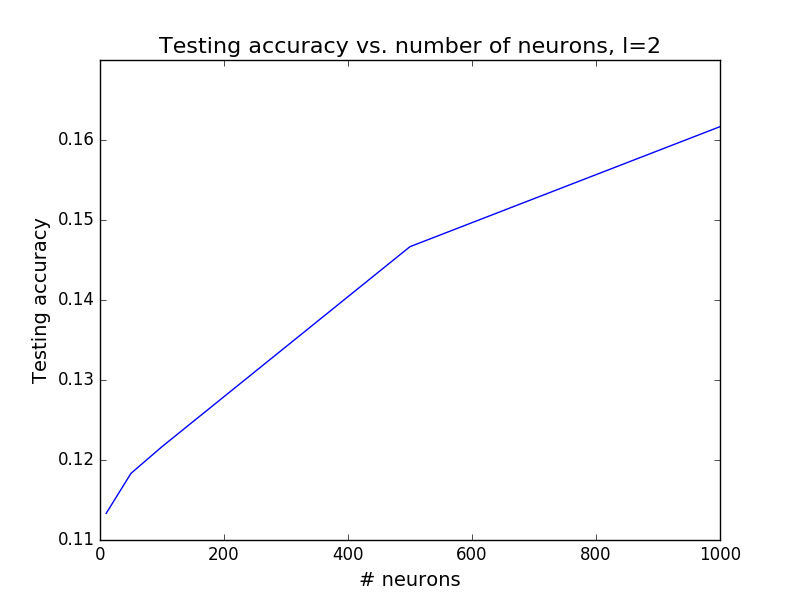 Testing accuracy vs. number of neurons, l=2
0.16
0.15
0.14
0.13
0.12
0.11
Testing accuracy
0 200 400 600 800 1000
# neurons